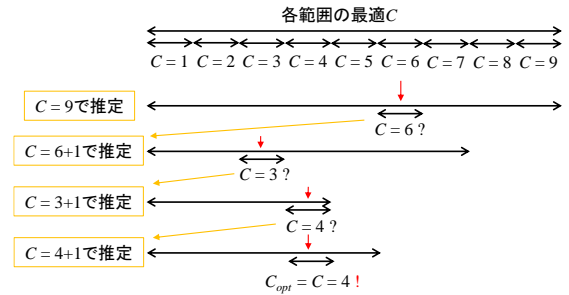 各範囲の最適C
C = 1 C = 2 C = 3 C = 4 C = 5 C = 6 C = 7 C = 8 C = 9
C = 9で推定
C = 6 ?
C = 6+1で推定
C = 3 ?
C = 3+1で推定
C = 4 ?
C = 4+1で推定
Copt = C = 4 !